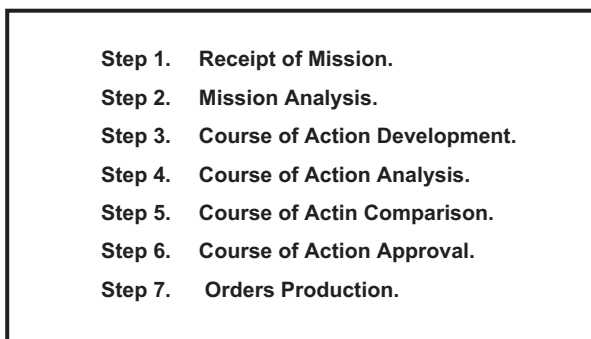 Step 1. Receipt of Mission.
Step 2. Mission Analysis.
Step 3. Course of Action Development.
Step 4. Course of Action Analysis.
Step 5. Course of Actin Comparison.
Step 6. Course of Action Approval.
Step 7. Orders Production.